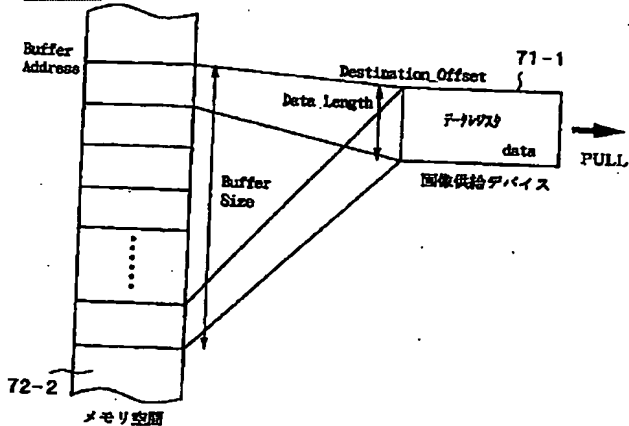 Buffer
Address
Destination_Offset
71-1
Data Length
データレジスタ
data
PULL
画像供給デバイス
Buffer
Size
72-2
メモリ空間